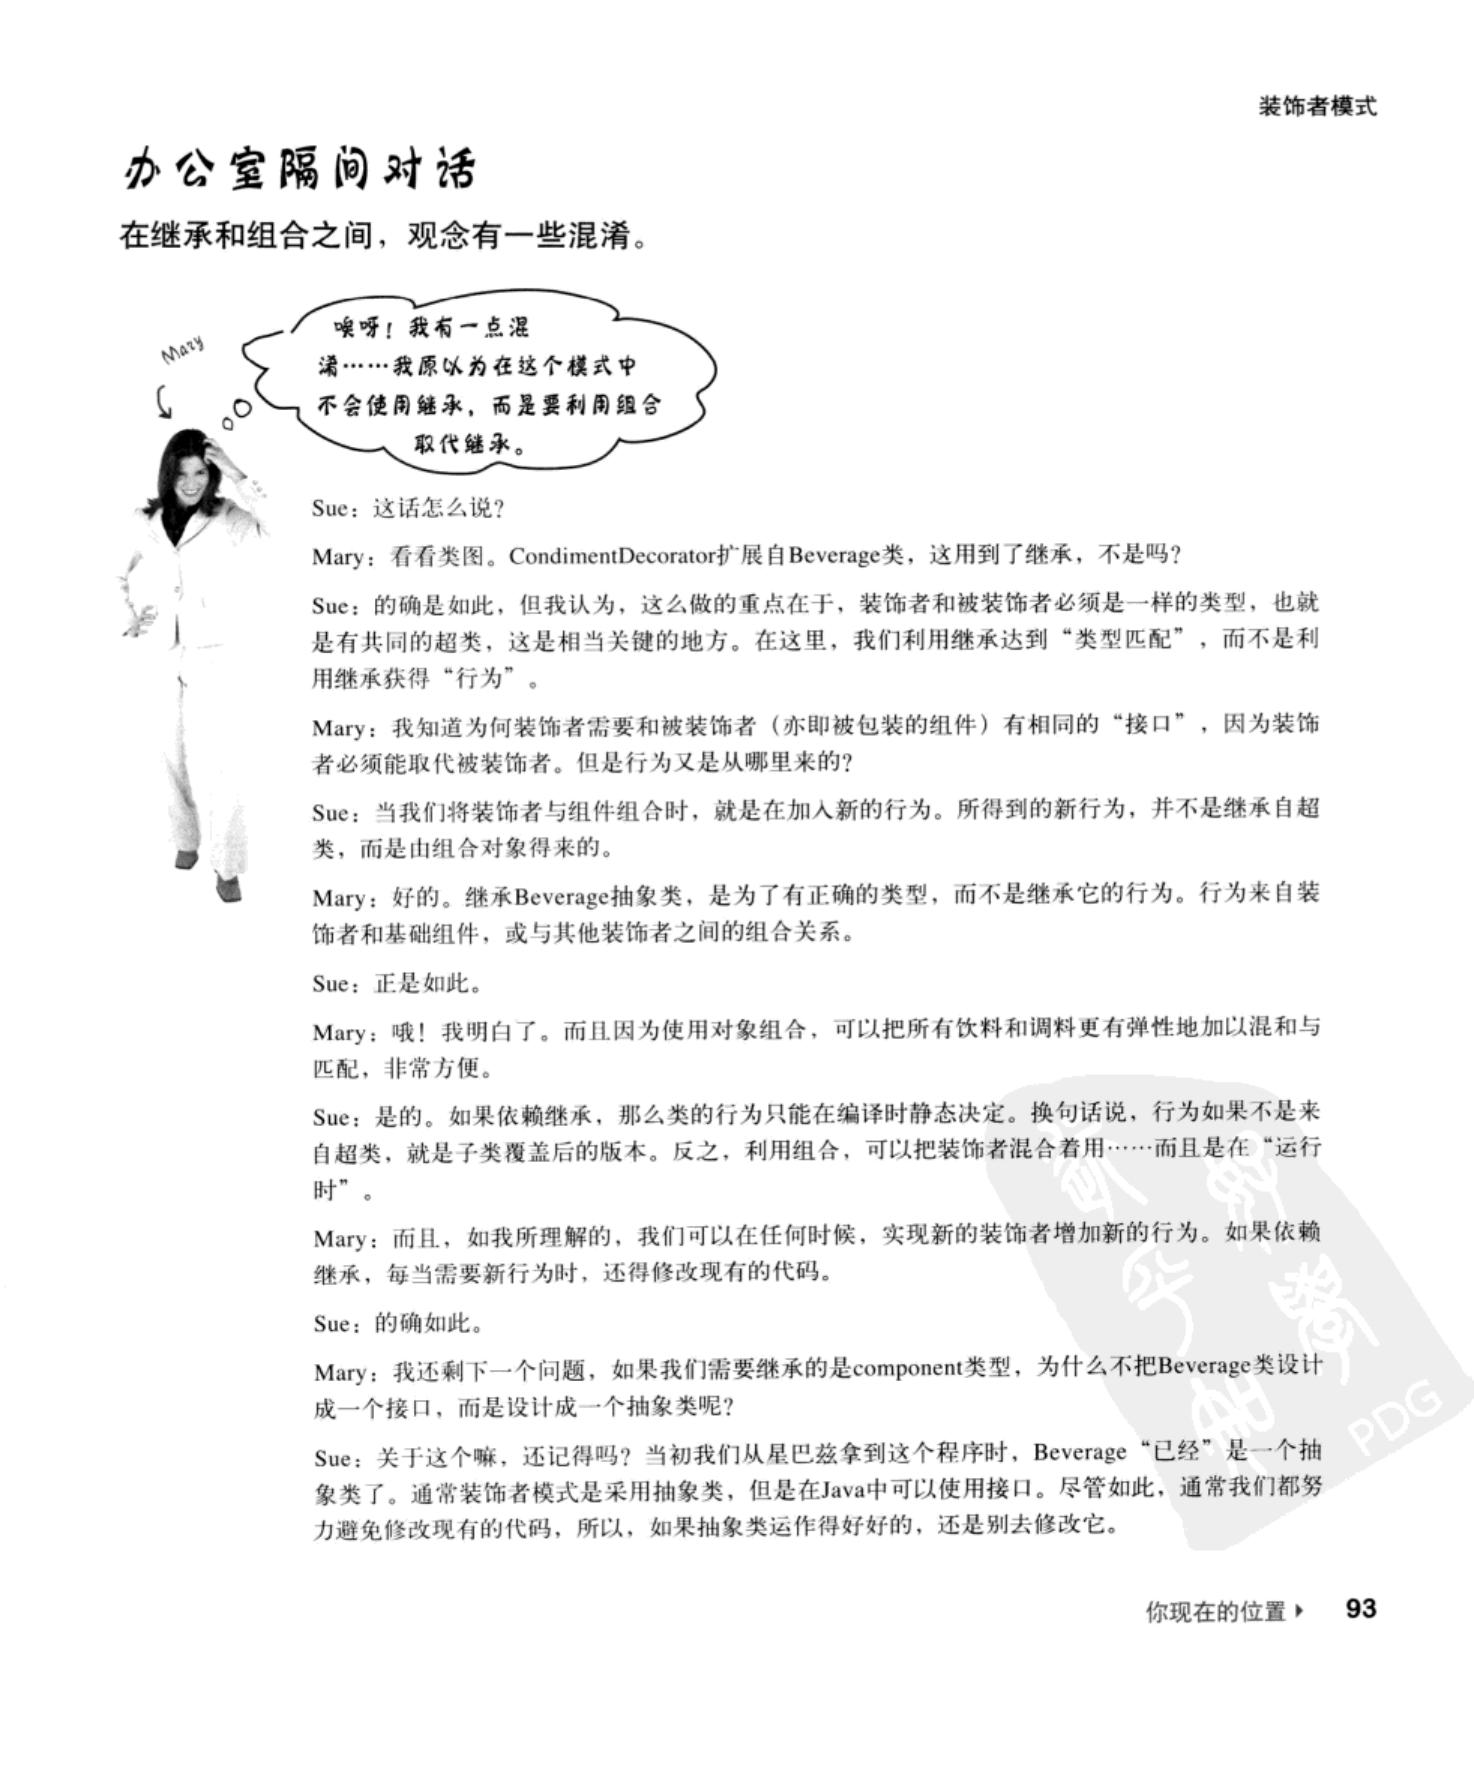 装饰者模式
办公室隔间对话
在继承和组合之间，观念有一些混淆。
Mary
唉呀！我有一点混
淆……我原以为在这个模式中
不会使用继承，而是要利用组合
取代继承。
Sue：这话怎么说？
Mary：看看类图。CondimentDecorator扩展自Beverage类，这用到了继承，不是吗？
Sue：的确是如此，但我认为，这么做的重点在于，装饰者和被装饰者必须是一样的类型，也就
是有共同的超类，这是相当关键的地方。在这里，我们利用继承达到“类型匹配”，而不是利
用继承获得“行为”。
Mary：我知道为何装饰者需要和被装饰者（亦即被包装的组件）有相同的“接口”，因为装饰
者必须能取代被装饰者。但是行为又是从哪里来的？
Sue：当我们将装饰者与组件组合时，就是在加入新的行为。所得到的新行为，并不是继承自超
类，而是由组合对象得来的。
Mary：好的。继承Beverage抽象类，是为了有正确的类型，而不是继承它的行为。行为来自装
饰者和基础组件，或与其他装饰者之间的组合关系。
Sue：正是如此。
Mary：哦！我明白了。而且因为使用对象组合，可以把所有饮料和调料更有弹性地加以混和与
匹配，非常方便。
Sue：是的。如果依赖继承，那么类的行为只能在编译时静态决定。换句话说，行为如果不是来
自超类，就是子类覆盖后的版本。反之，利用组合，可以把装饰者混合着用……而且是在“运行
时”。
Mary：而且，如我所理解的，我们可以在任何时候，实现新的装饰者增加新的行为。如果依赖
继承，每当需要新行为时，还得修改现有的代码。
Sue：的确如此。
Mary：我还剩下一个问题，如果我们需要继承的是component类型，为什么不把Beverage类设计
成一个接口，而是设计成一个抽象类呢？
Sue：关于这个嘛，还记得吗？当初我们从星巴兹拿到这个程序时，Beverage“已经”是一个抽
象类了。通常装饰者模式是采用抽象类，但是在Java中可以使用接口。尽管如此，通常我们都努
力避免修改现有的代码，所以，如果抽象类运作得好好的，还是别去修改它。
PDG
你现在的位置▸ 93